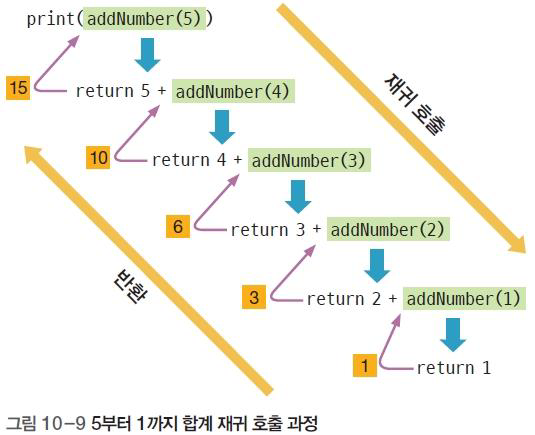 print(addNumber(5))
15
return 5 + addNumber(4)
재귀 호출
10
return 4 + addNumber(3)
6
return 3 + addNumber(2)
반환
3
return 2 + addNumber(1)
1
return 1
그림 10-9 5부터 1까지 합계 재귀 호출 과정